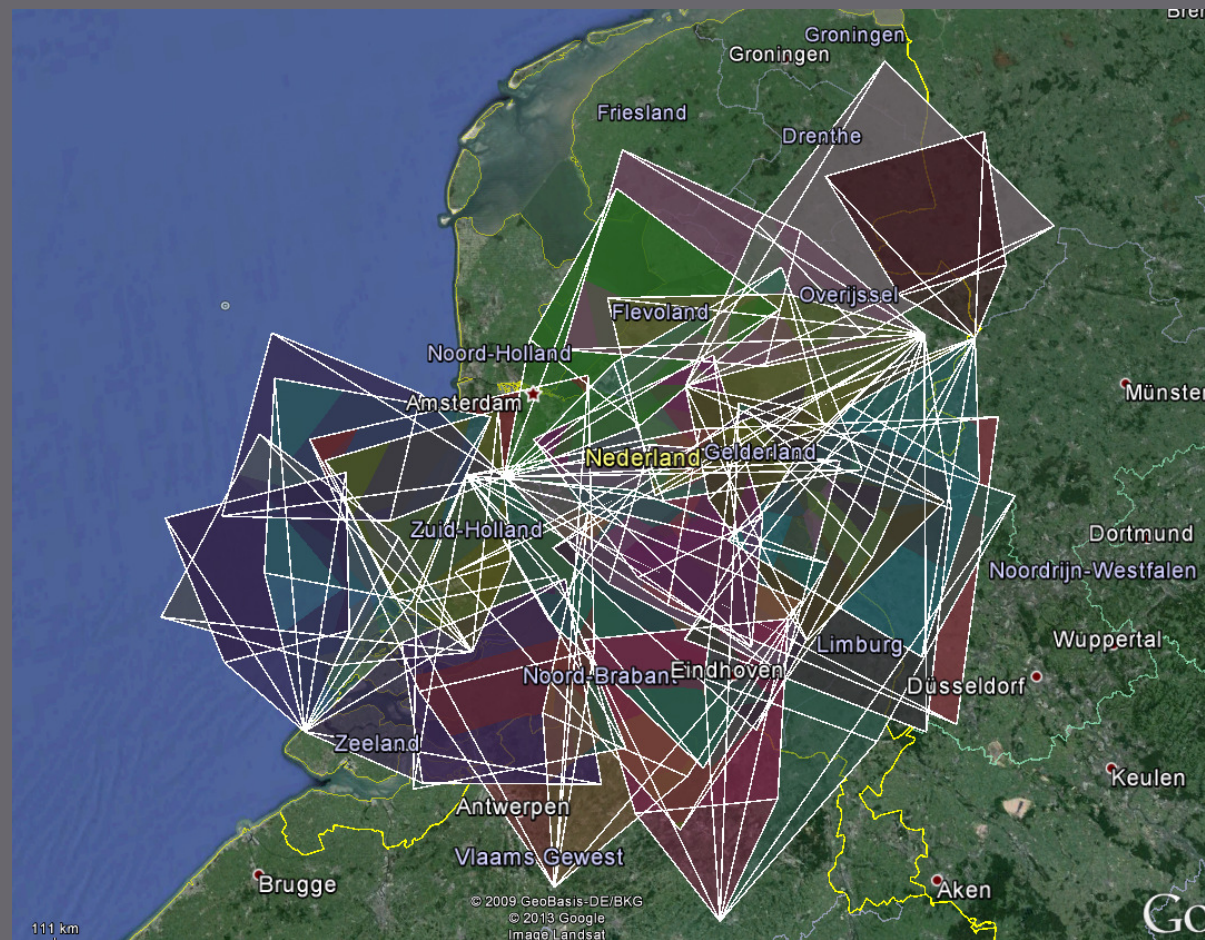 Bre
Groningen
Groningen
Friesland
Drenthe
Overijssel
Flevoland
Noord-Holland
Amsterdam
Münster
Nederland
Gelderland
Zuid-Holland
Dortmund
Noordrijn-Westfalen
Wuppertal
Limburg
Noord-Brabant
Eindhoven
Düsseldorf
Zeeland
Keulen
Antwerpen
Vlaams Gewest
Brugge
Aken
© 2009 GeoBasis-DE/BKG
© 2013 Google
Image Landsat
111 km
Go